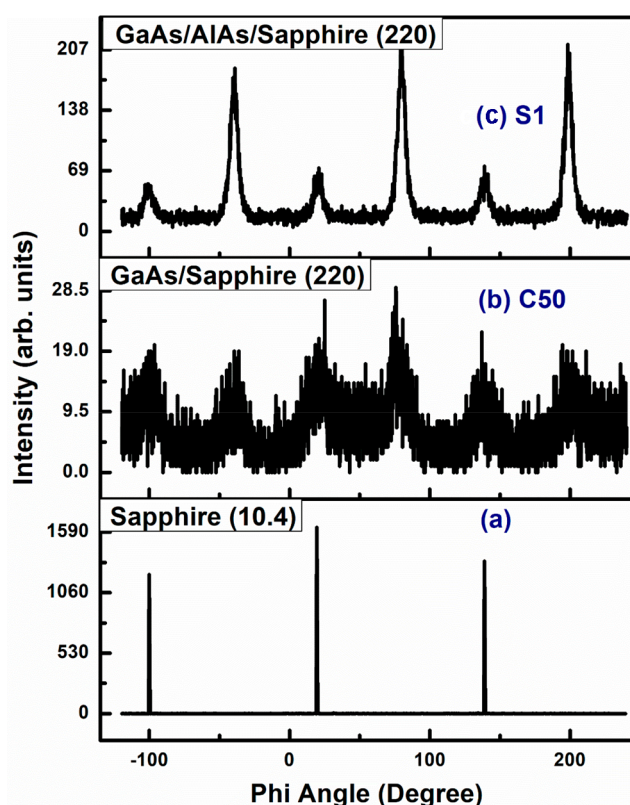 GaAs/AlAs/Sapphire (220)
207
138
69
0
(c) S1
GaAs/Sapphire (220)
28.5
19.0
9.5
0.0
(b) C50
Sapphire (10.4)
1590
1060
530
0
(a)
-100
0
100
200
Phi Angle (Degree)
Intensity (arb. units)